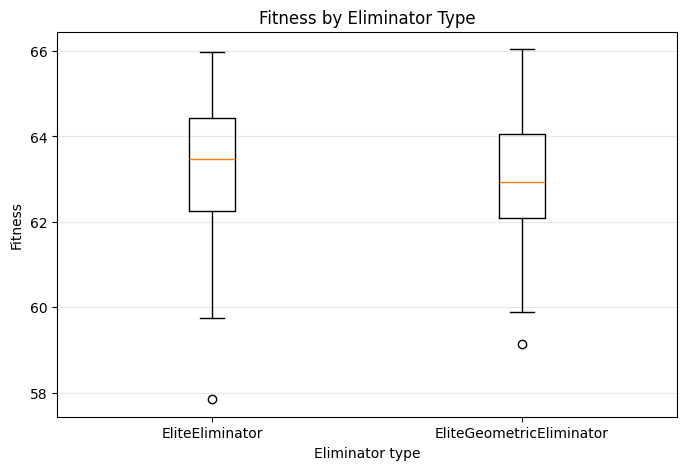 Fitness by Eliminator Type
66
64
62
60
58
Fitness
EliteEliminator
EliteGeometricEliminator
Eliminator type